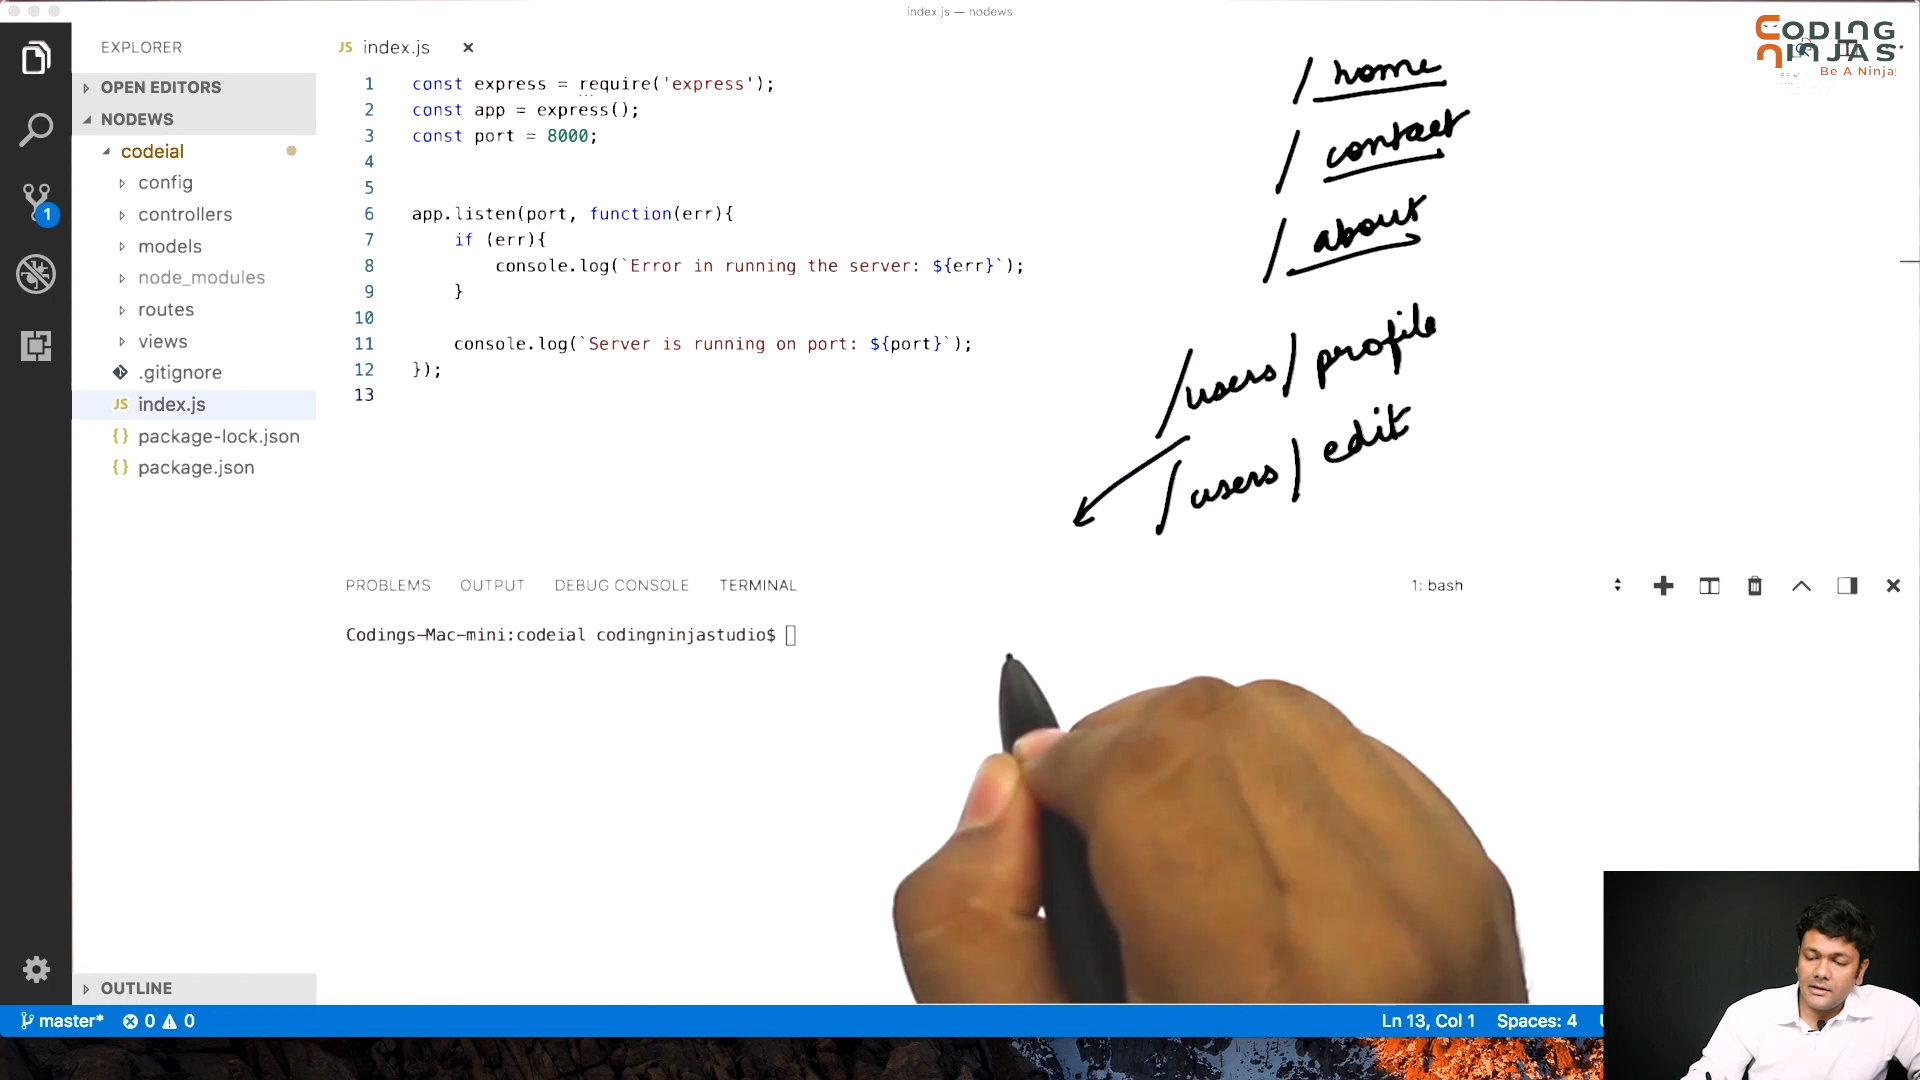 index.js — nodews
CODING NINJAS
Be A Ninja!
EXPLORER
OPEN EDITORS
NODEWS
codeial
config
controllers
models
node_modules
routes
views
.gitignore
JS index.js
{} package-lock.json
{} package.json
OUTLINE
1
JS index.js
1 const express = require('express');
2 const app = express();
3 const port = 8000;
4
5
6 app.listen(port, function(err){
7 if (err){
8 console.log(`Error in running the server: ${err}`);
9 }
10
11 console.log(`Server is running on port: ${port}`);
12 });
13
/ home
/ contact
/ about
/users/ profile
/users/ edit
PROBLEMS OUTPUT DEBUG CONSOLE TERMINAL 1: bash
Codings-Mac-mini:codeial codingninjastudio$
master* 0 0 Ln 13, Col 1 Spaces: 4